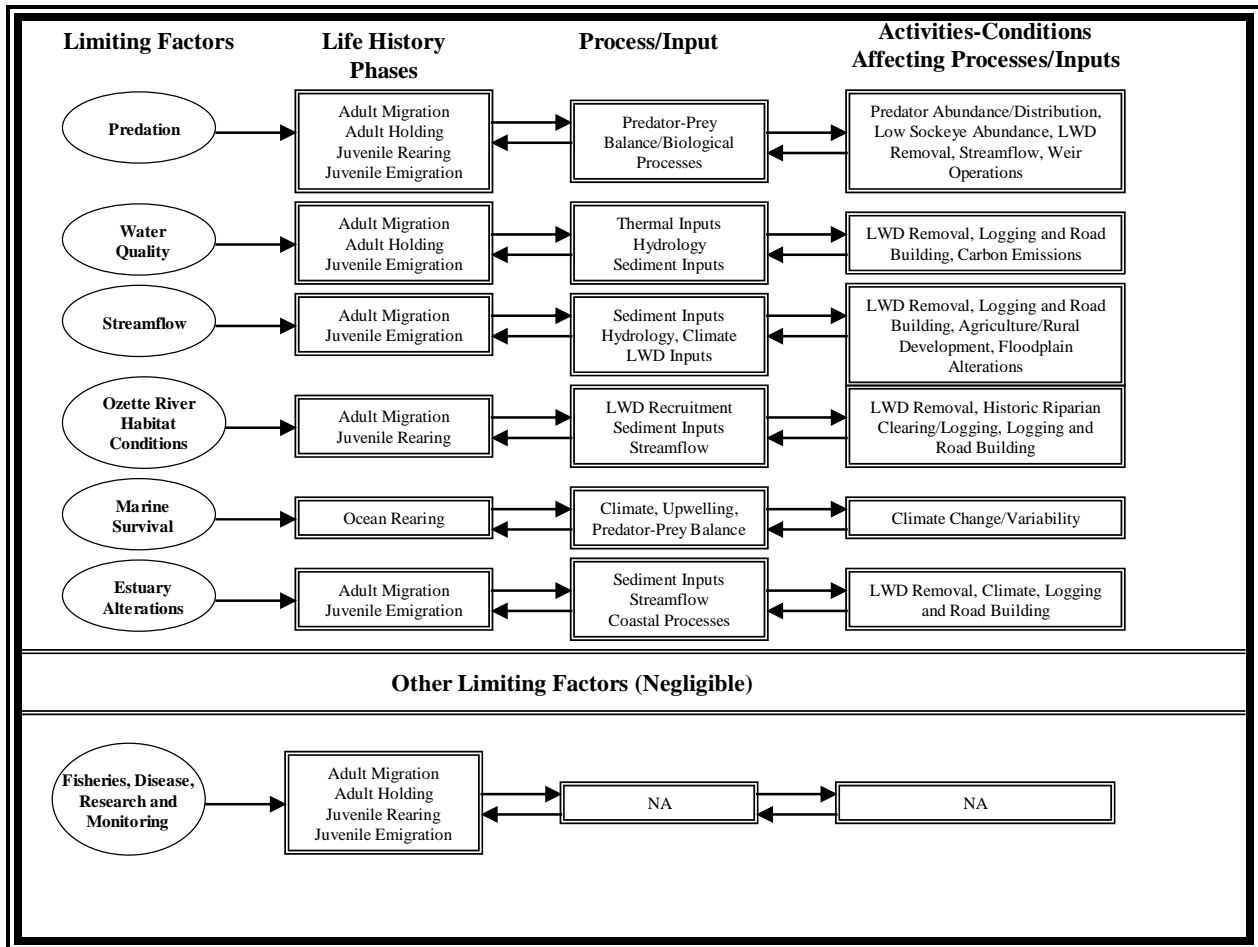 Limiting Factors
Life History
Phases
Process/Input
Activities-Conditions
Affecting Processes/Inputs
Predation
Adult Migration
Adult Holding
Juvenile Rearing
Juvenile Emigration
Predator-Prey
Balance/Biological
Processes
Predator Abundance/Distribution,
Low Sockeye Abundance, LWD
Removal, Streamflow, Weir
Operations
Water
Quality
Adult Migration
Adult Holding
Juvenile Emigration
Thermal Inputs
Hydrology
Sediment Inputs
LWD Removal, Logging and Road
Building, Carbon Emissions
Streamflow
Adult Migration
Juvenile Emigration
Sediment Inputs
Hydrology, Climate
LWD Inputs
LWD Removal, Logging and Road
Building, Agriculture/Rural
Development, Floodplain
Alterations
Ozette River
Habitat
Conditions
Adult Migration
Juvenile Rearing
LWD Recruitment
Sediment Inputs
Streamflow
LWD Removal, Historic Riparian
Clearing/Logging, Logging and
Road Building
Marine
Survival
Ocean Rearing
Climate, Upwelling,
Predator-Prey Balance
Climate Change/Variability
Estuary
Alterations
Adult Migration
Juvenile Emigration
Sediment Inputs
Streamflow
Coastal Processes
LWD Removal, Climate, Logging
and Road Building
Other Limiting Factors (Negligible)
Fisheries, Disease,
Research and
Monitoring
Adult Migration
Adult Holding
Juvenile Rearing
Juvenile Emigration
NA
NA